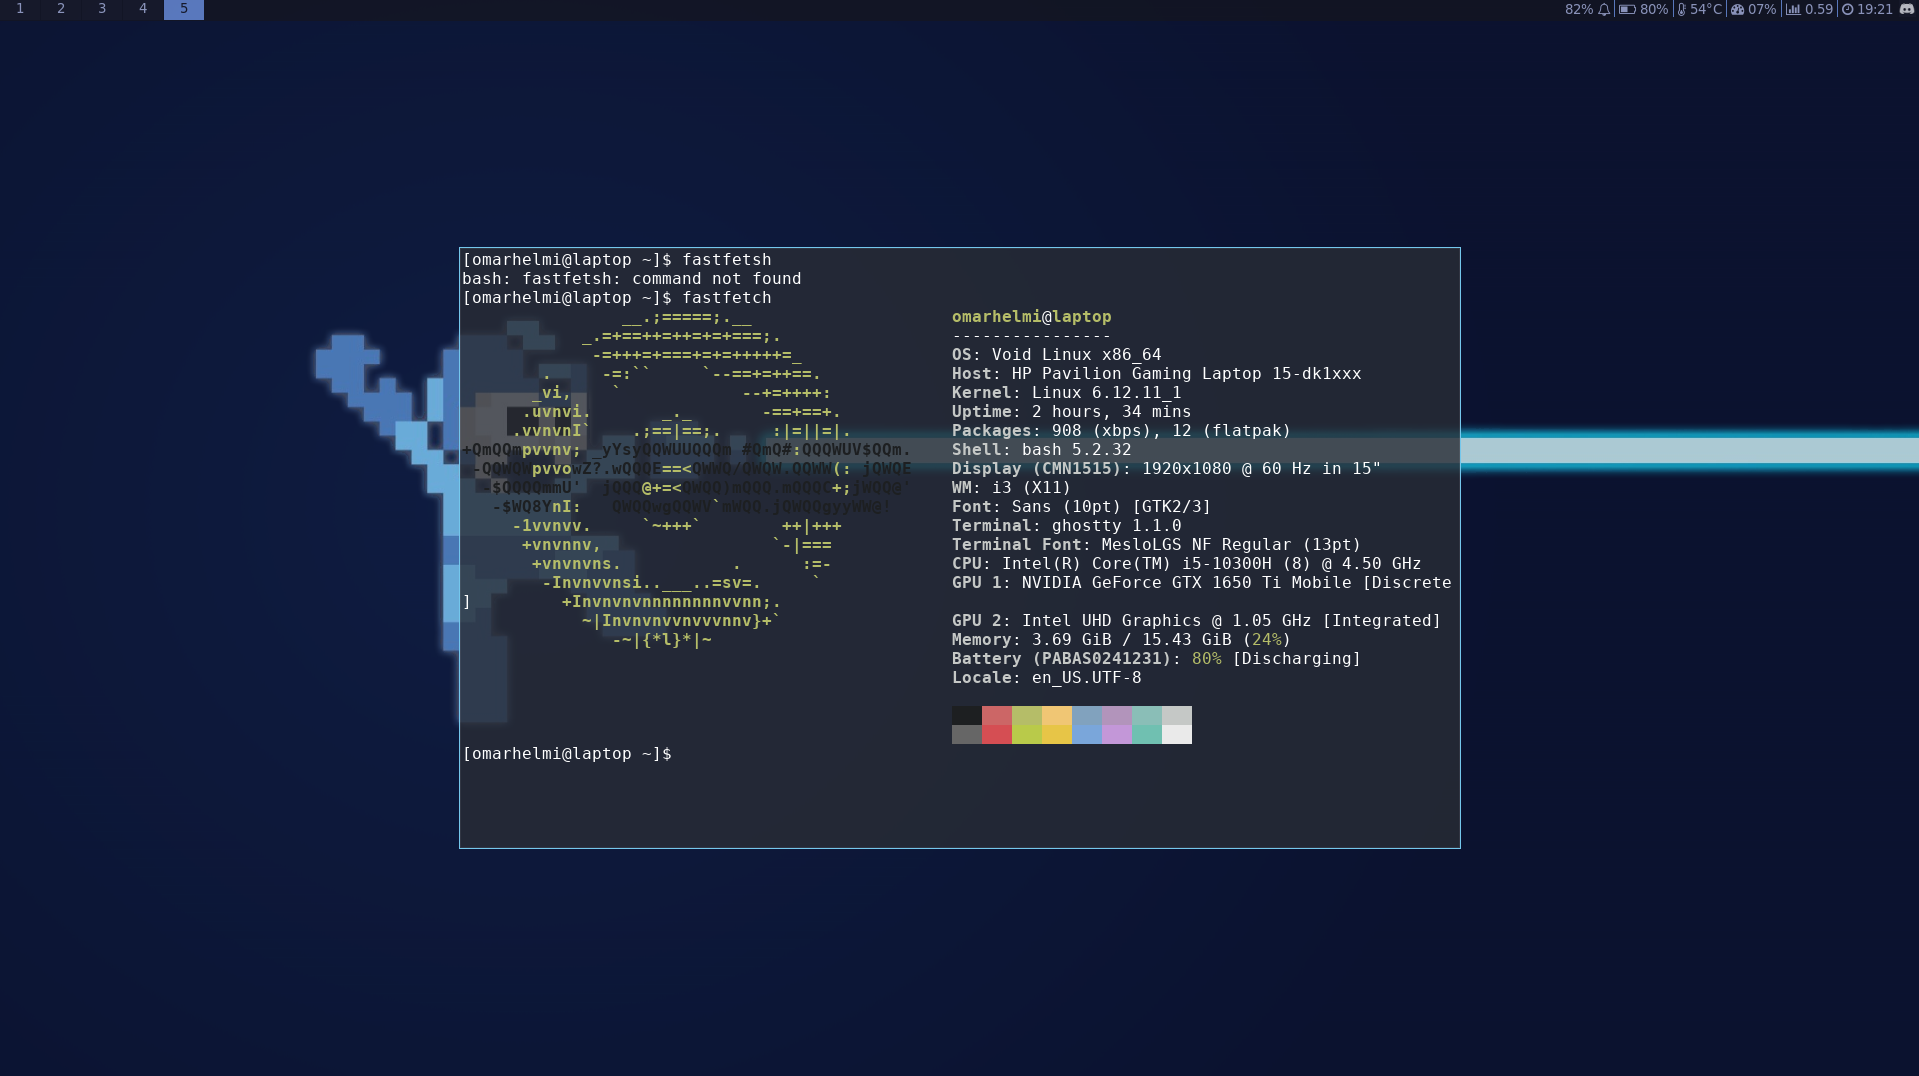 1 2 3 4 5
82% 80% 54°C 07% 0.59 19:21
[omarhelmi@laptop ~]$ fastfetsh
bash: fastfetsh: command not found
[omarhelmi@laptop ~]$ fastfetch
__.;=====;.__
omarhelmi@laptop
_.=+==++=++=+=+===;.
----------------
-=+++=+===+=+=+++++=_
OS: Void Linux x86_64
. -=:`` `--==+=++==.
Host: HP Pavilion Gaming Laptop 15-dk1xxx
_vi, ` --+=++++:
Kernel: Linux 6.12.11_1
.uvnvi. _._ -==+==+.
Uptime: 2 hours, 34 mins
.vvnvnI` .;==|==;. :|=||=|.
Packages: 908 (xbps), 12 (flatpak)
+QmQQmpvvnv; _yYsyQQWUUQQQm #QmQ#:QQQWUV$QQm.
Shell: bash 5.2.32
-QQWQWpvvowZ?.wQQQE==<QWWQ/QWQW.QQWW(: jQWQE
Display (CMN1515): 1920x1080 @ 60 Hz in 15"
-$QQQQmmU' jQQQ@+=<QWQQ)mQQQ.mQQQC+;jWQQ@'
WM: i3 (X11)
-$WQ8YnI: QWQQwgQQWV`mWQQ.jQWQQgyyWW@!
Font: Sans (10pt) [GTK2/3]
-1vvnvv. `~+++` ++|+++
Terminal: ghostty 1.1.0
+vnvnnv, `-|===
Terminal Font: MesloLGS NF Regular (13pt)
+vnvnvns. . :=-
CPU: Intel(R) Core(TM) i5-10300H (8) @ 4.50 GHz
-Invnvvnsi..___..=sv=. `
GPU 1: NVIDIA GeForce GTX 1650 Ti Mobile [Discrete
] +Invnvnvnnnnnnnnvvnn;.
~|Invnvnvvnvvvnnv}+`
GPU 2: Intel UHD Graphics @ 1.05 GHz [Integrated]
-~|{*l}*|~
Memory: 3.69 GiB / 15.43 GiB (24%)
Battery (PABAS0241231): 80% [Discharging]
Locale: en_US.UTF-8
[omarhelmi@laptop ~]$